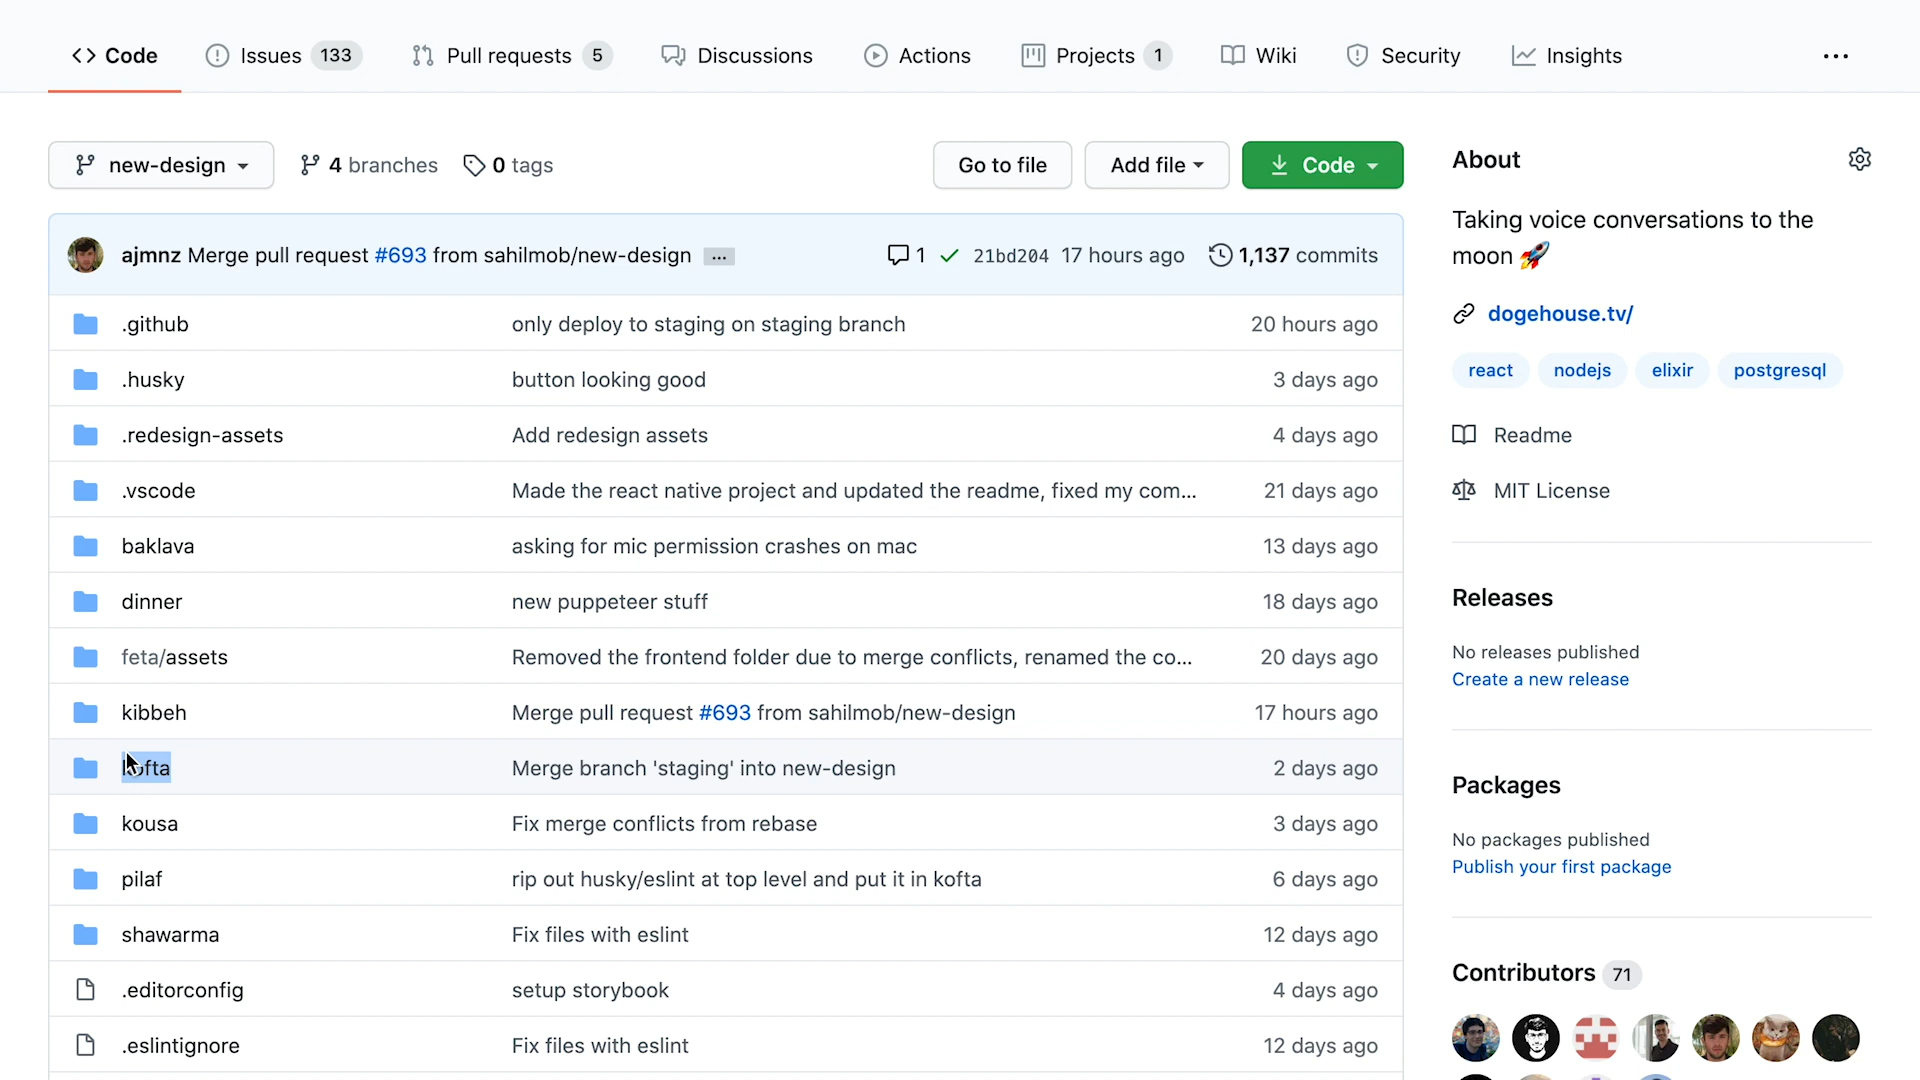 Code Issues 133 Pull requests 5 Discussions Actions Projects 1 Wiki Security Insights ...
new-design 4 branches 0 tags Go to file Add file Code
ajmnz Merge pull request #693 from sahilmob/new-design ... 1 21bd204 17 hours ago 1,137 commits
.github only deploy to staging on staging branch 20 hours ago
.husky button looking good 3 days ago
.redesign-assets Add redesign assets 4 days ago
.vscode Made the react native project and updated the readme, fixed my com... 21 days ago
baklava asking for mic permission crashes on mac 13 days ago
dinner new puppeteer stuff 18 days ago
feta/assets Removed the frontend folder due to merge conflicts, renamed the co... 20 days ago
kibbeh Merge pull request #693 from sahilmob/new-design 17 hours ago
kofta Merge branch 'staging' into new-design 2 days ago
kousa Fix merge conflicts from rebase 3 days ago
pilaf rip out husky/eslint at top level and put it in kofta 6 days ago
shawarma Fix files with eslint 12 days ago
.editorconfig setup storybook 4 days ago
.eslintignore Fix files with eslint 12 days ago
About
Taking voice conversations to the
moon 🚀
dogehouse.tv/
react nodejs elixir postgresql
Readme
MIT License
Releases
No releases published
Create a new release
Packages
No packages published
Publish your first package
Contributors 71